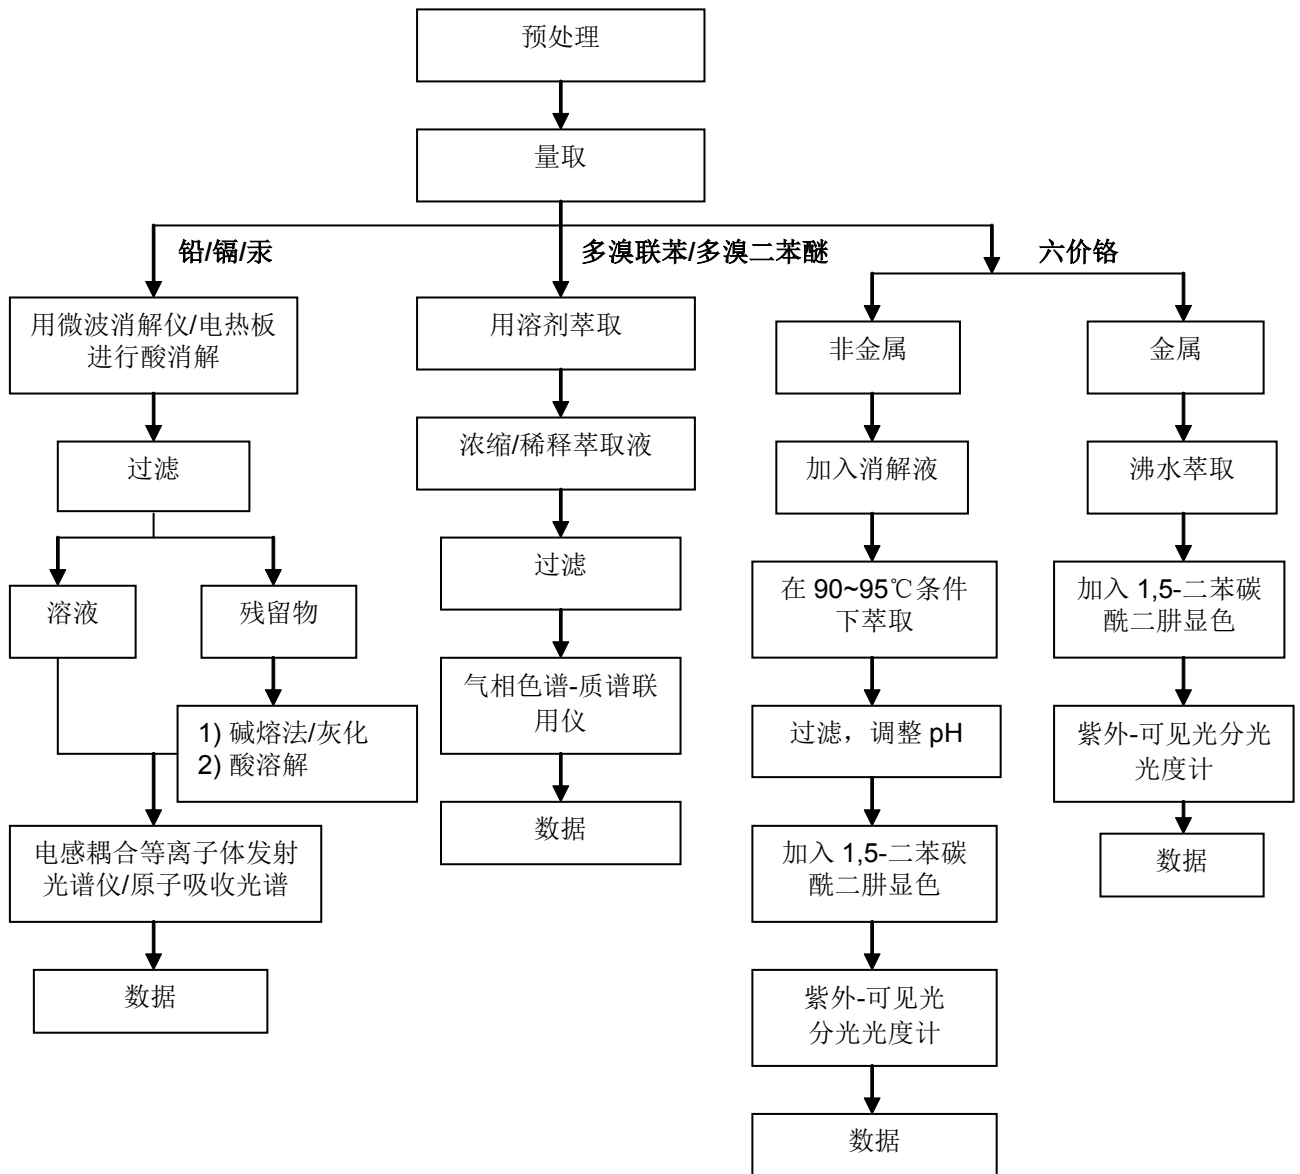 预处理
量取
铅/镉/汞
多溴联苯/多溴二苯醚
六价铬
用微波消解仪/电热板
进行酸消解
过滤
溶液
残留物
1) 碱熔法/灰化
2) 酸溶解
电感耦合等离子体发射
光谱仪/原子吸收光谱
数据
用溶剂萃取
浓缩/稀释萃取液
过滤
气相色谱-质谱联
用仪
数据
非金属
加入消解液
在 90~95℃条件
下萃取
过滤，调整 pH
加入 1,5-二苯碳
酰二肼显色
紫外-可见光
分光光度计
数据
金属
沸水萃取
加入 1,5-二苯碳
酰二肼显色
紫外-可见光分光
光度计
数据